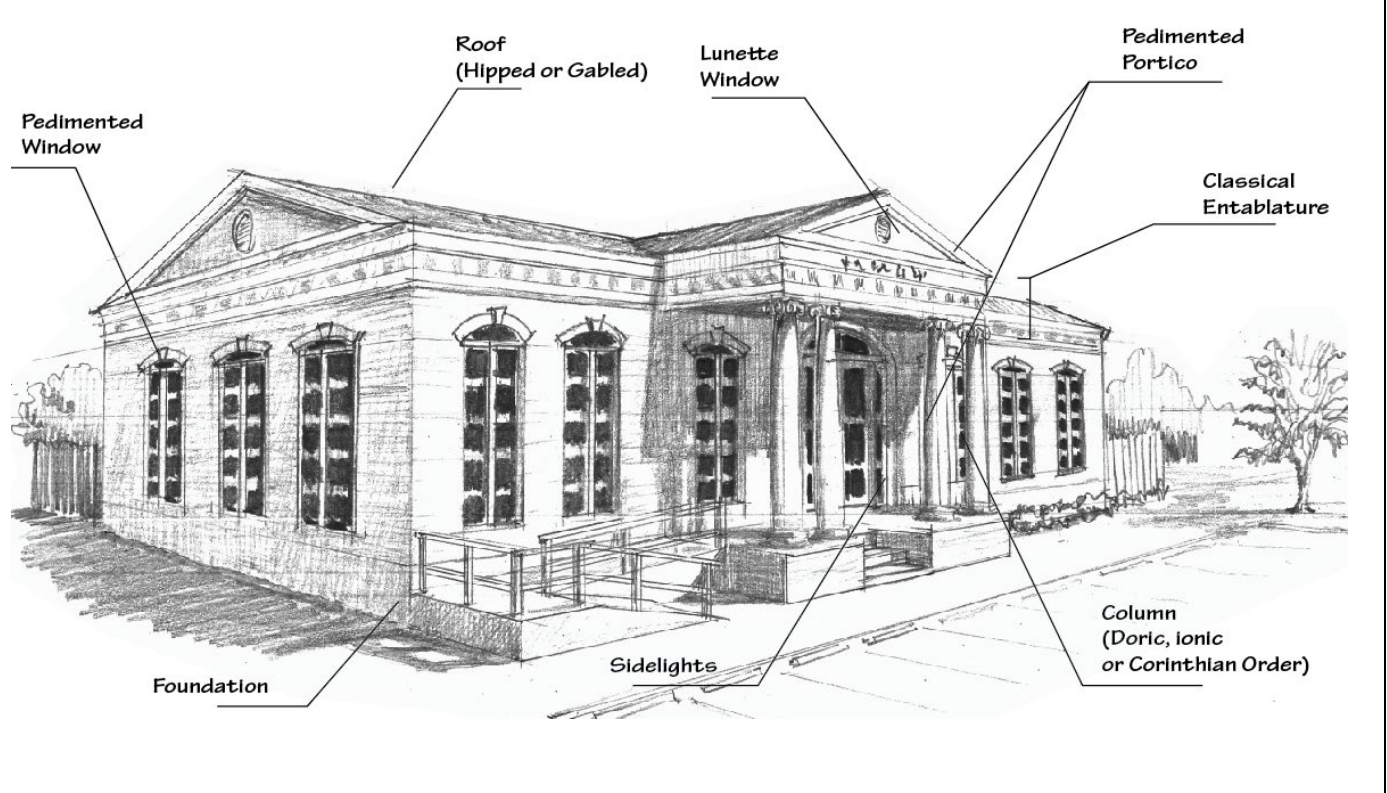 Roof
(Hipped or Gabled)
Lunette
Window
Pedimented
Portico
Pedimented
Window
Classical
Entablature
Column
(Doric, ionic
or Corinthian Order)
Sidelights
Foundation